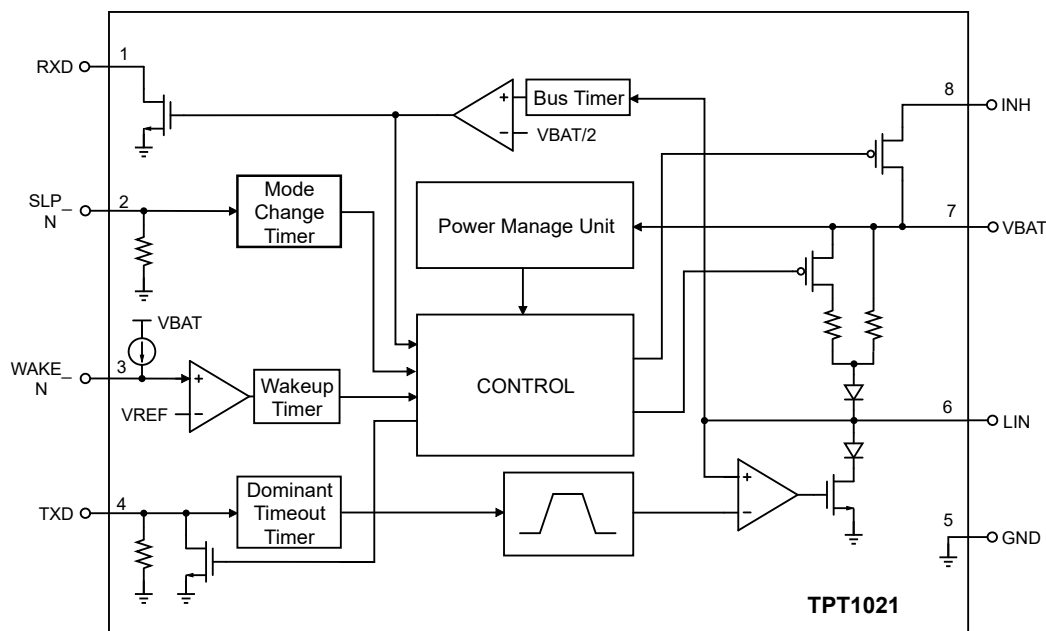 RXD
1
Bus Timer
+
−
VBAT/2
8
INH
SLP_
N
2
Mode
Change
Timer
Power Manage Unit
7
VBAT
VBAT
WAKE_
N
3
+
−
VREF
Wakeup
Timer
CONTROL
6
LIN
TXD
4
Dominant
Timeout
Timer
+
−
5
GND
TPT1021